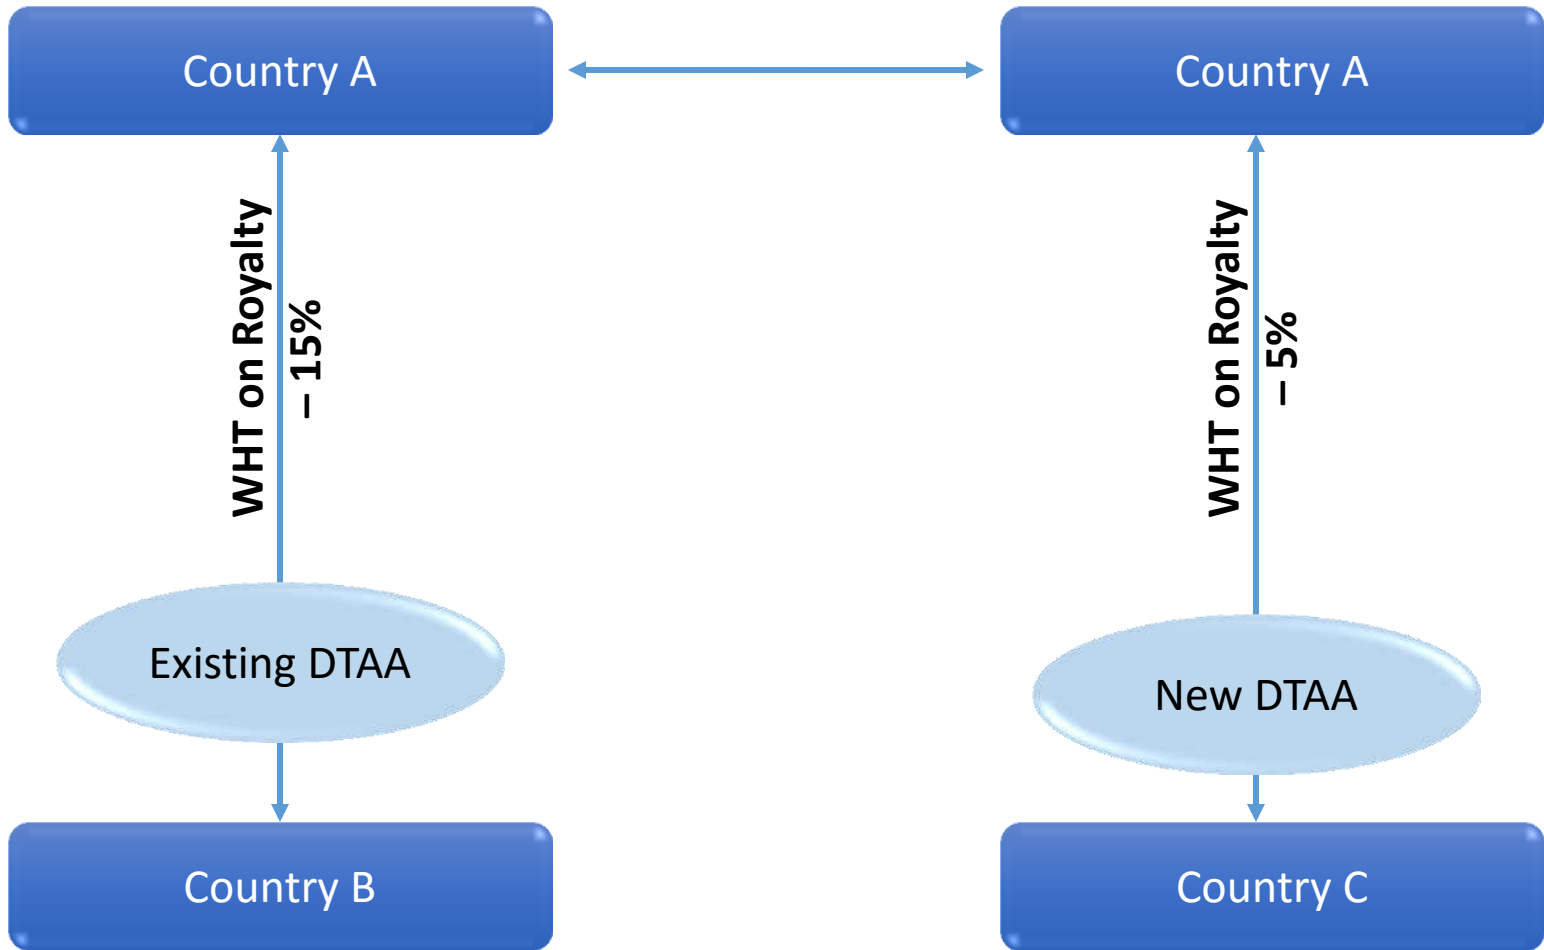 Country A
Country A
WHT on Royalty
– 15%
WHT on Royalty
– 5%
Existing DTAA
New DTAA
Country B
Country C